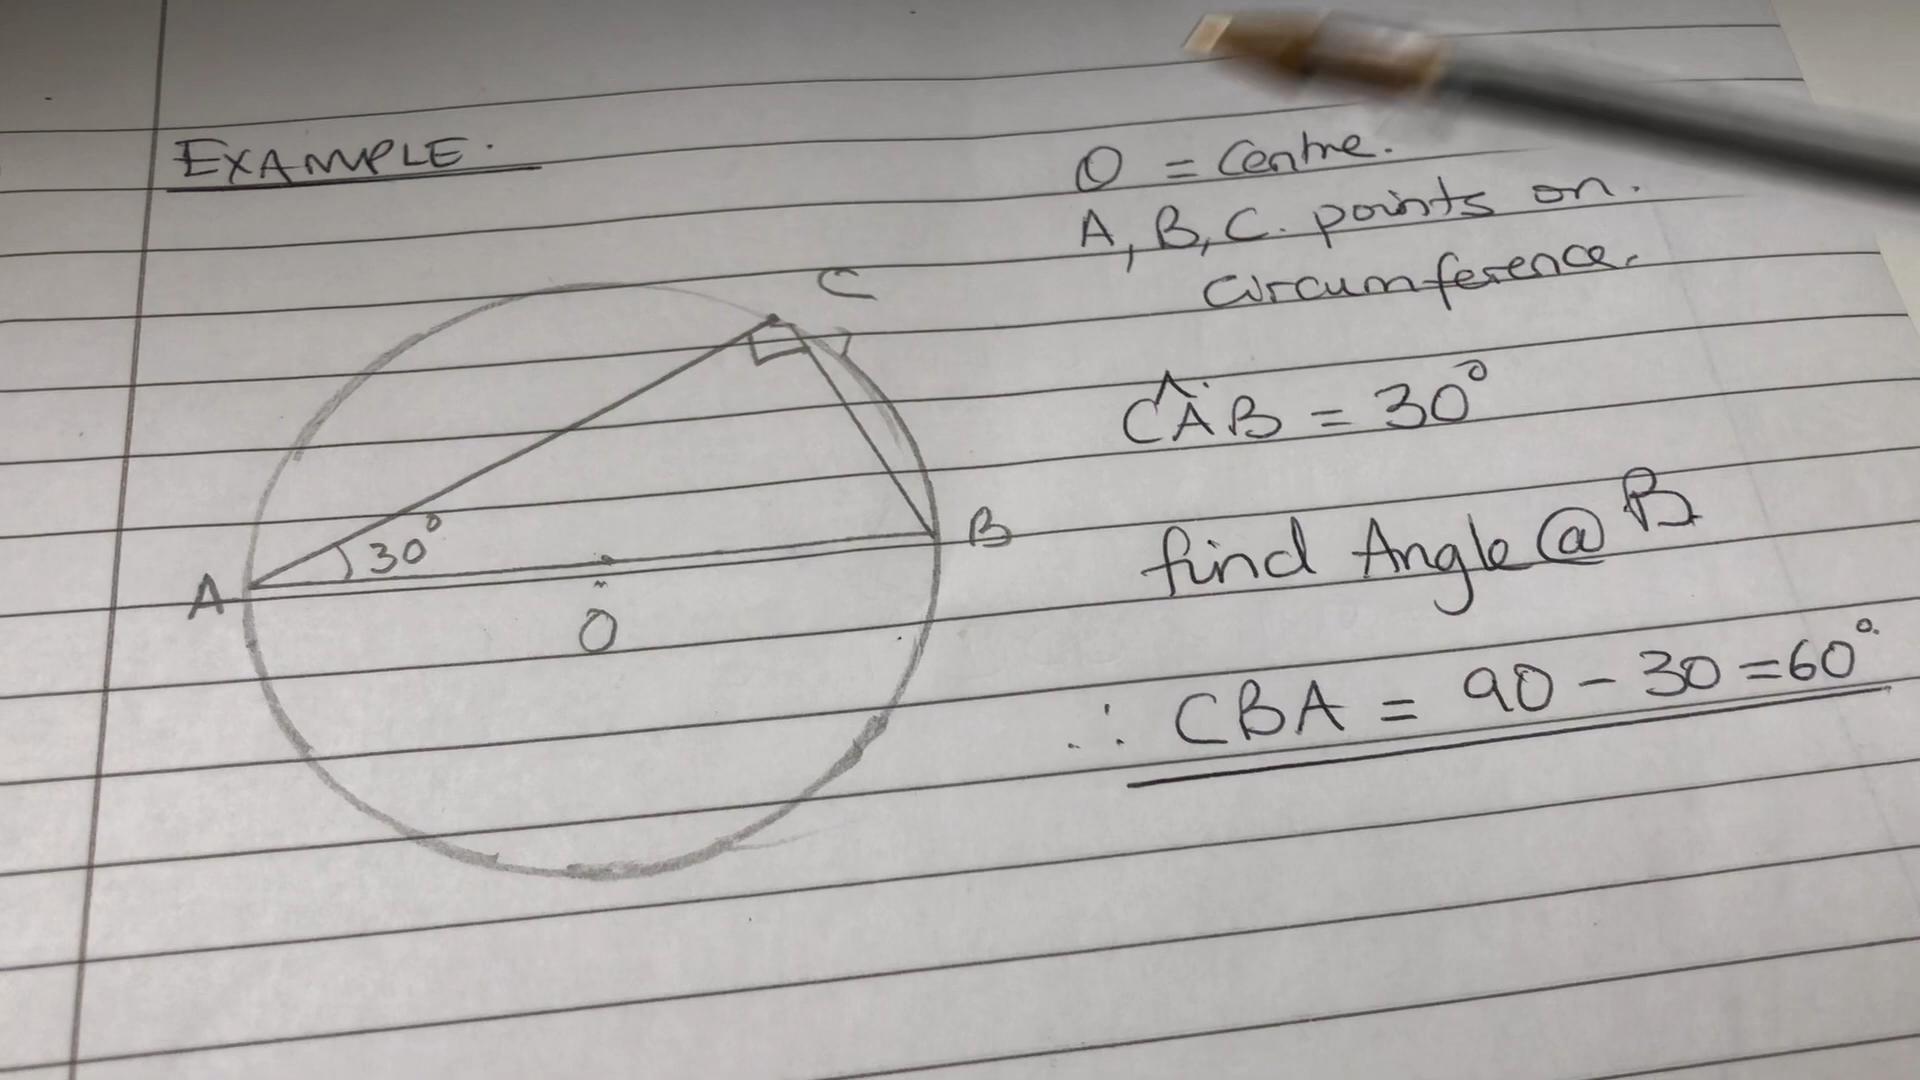 EXAMPLE.
O = Centre.
A, B, C. points on.
Circumference.
C
CÂB = 30°
B
30°
A
O
find Angle @ B
∴ CBA = 90 - 30 = 60°.